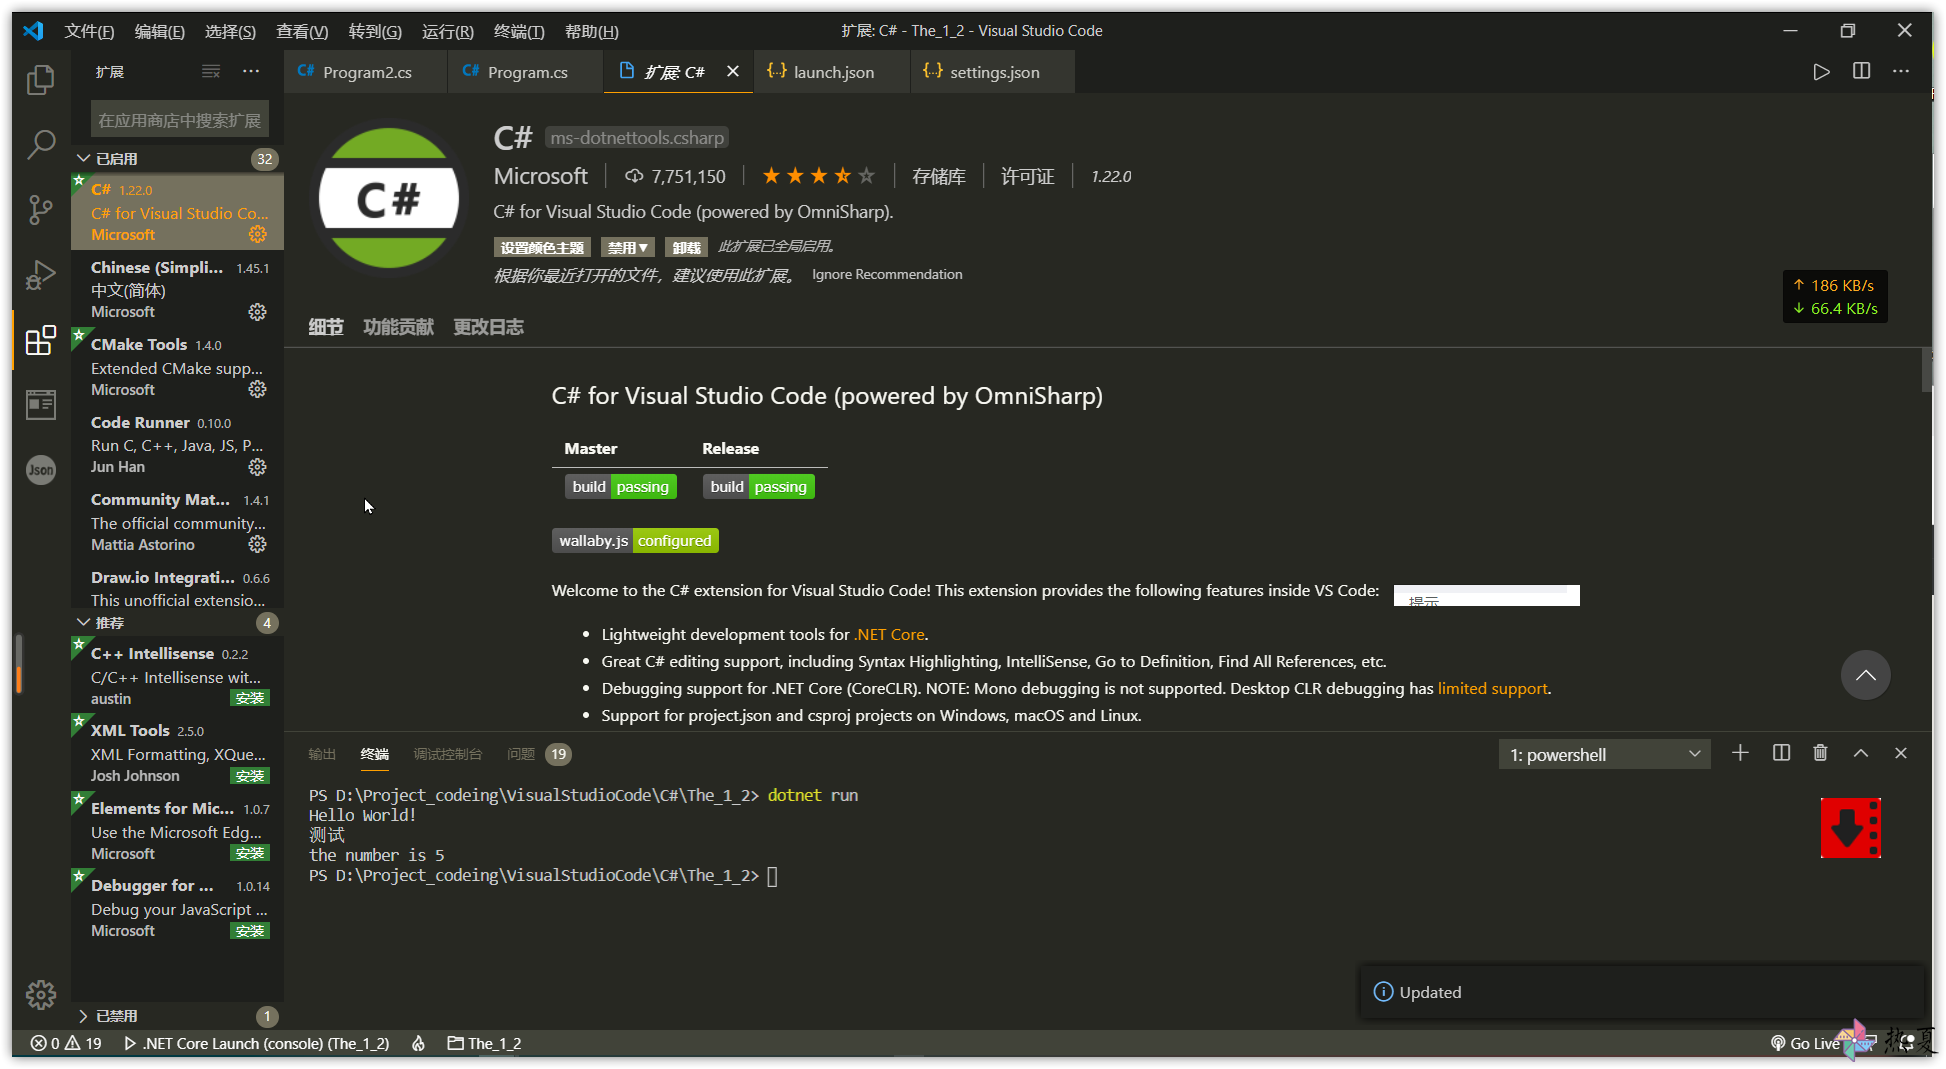 文件(F) 编辑(E) 选择(S) 查看(V) 转到(G) 运行(R) 终端(T) 帮助(H)
扩展: C# - The_1_2 - Visual Studio Code
扩展
C# Program2.cs
C# Program.cs
扩展: C#
{..} launch.json
{..} settings.json
在应用商店中搜索扩展
已启用 32
C# 1.22.0
C# for Visual Studio Co...
Microsoft
Chinese (Simpli... 1.45.1
中文(简体)
Microsoft
CMake Tools 1.4.0
Extended CMake supp...
Microsoft
Code Runner 0.10.0
Run C, C++, Java, JS, P...
Jun Han
Community Mat... 1.4.1
The official community...
Mattia Astorino
Draw.io Integrati... 0.6.6
This unofficial extensio...
推荐 4
C++ Intellisense 0.2.2
C/C++ Intellisense wit...
austin 安装
XML Tools 2.5.0
XML Formatting, XQue...
Josh Johnson 安装
Elements for Mic... 1.0.7
Use the Microsoft Edg...
Microsoft 安装
Debugger for ... 1.0.14
Debug your JavaScript ...
Microsoft 安装
已禁用 1
Json
C#
C# ms-dotnettools.csharp
Microsoft 7,751,150 存储库 许可证 1.22.0
C# for Visual Studio Code (powered by OmniSharp).
设置颜色主题 禁用▼ 卸载 此扩展已全局启用。
根据你最近打开的文件，建议使用此扩展。 Ignore Recommendation
↑ 186 KB/s
↓ 66.4 KB/s
细节 功能贡献 更改日志
C# for Visual Studio Code (powered by OmniSharp)
Master Release
build passing build passing
wallaby.js configured
Welcome to the C# extension for Visual Studio Code! This extension provides the following features inside VS Code:
提示
Lightweight development tools for .NET Core.
Great C# editing support, including Syntax Highlighting, IntelliSense, Go to Definition, Find All References, etc.
Debugging support for .NET Core (CoreCLR). NOTE: Mono debugging is not supported. Desktop CLR debugging has limited support.
Support for project.json and csproj projects on Windows, macOS and Linux.
输出 终端 调试控制台 问题 19
1: powershell
PS D:\Project_codeing\VisualStudioCode\C#\The_1_2> dotnet run
Hello World!
测试
the number is 5
PS D:\Project_codeing\VisualStudioCode\C#\The_1_2>
Updated
0 19 .NET Core Launch (console) (The_1_2) The_1_2
Go Live
热夏